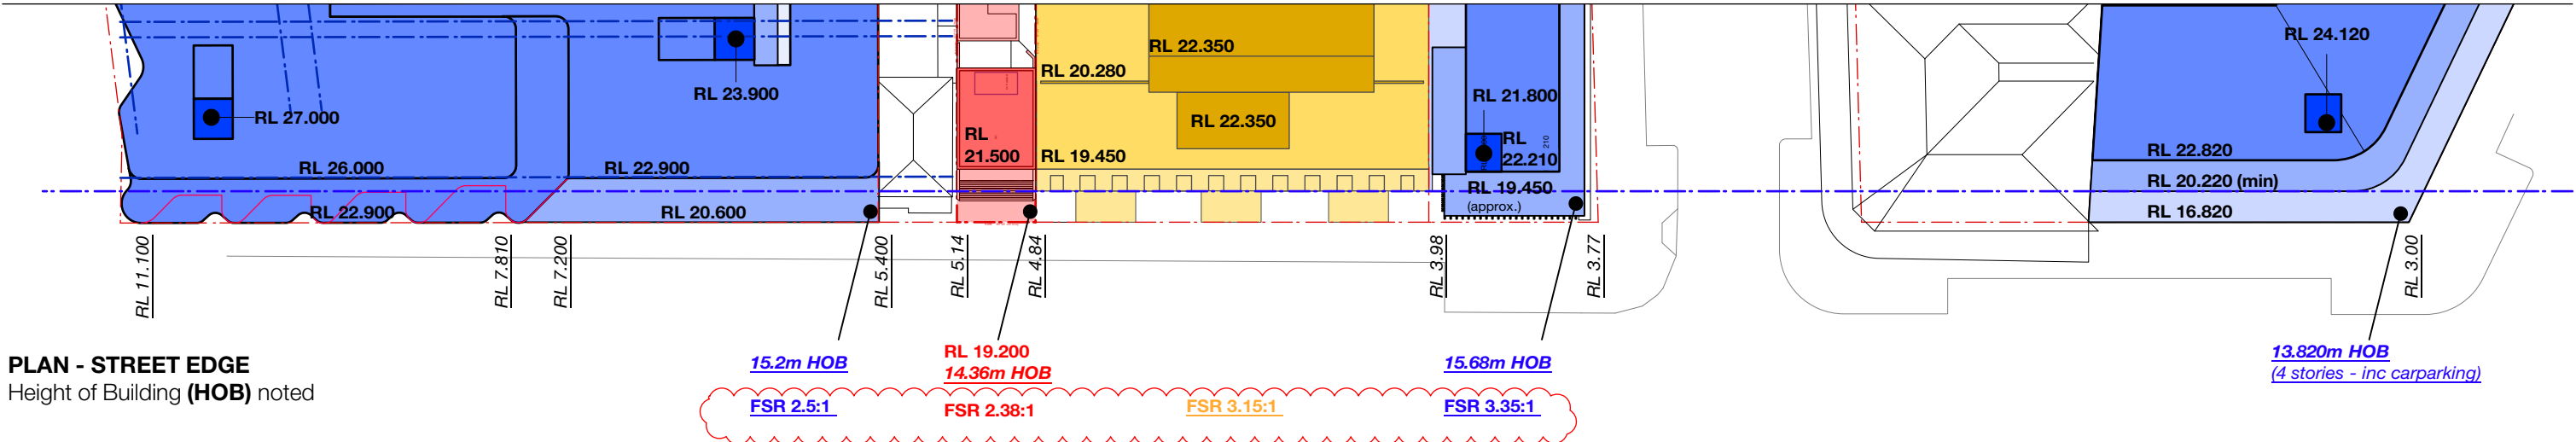 RL 27.000
RL 26.000
RL 22.900
RL 23.900
RL 22.900
RL 20.600
RL
21.500
RL 22.350
RL 20.280
RL 22.350
RL 19.450
RL 21.800
RL
22.210
210
RL 19.450
(approx.)
RL 24.120
RL 22.820
RL 20.220 (min)
RL 16.820
RL 11.100
RL 7.810
RL 7.200
RL 5.400
RL 5.14
RL 4.84
RL 3.98
RL 3.77
RL 3.00
PLAN - STREET EDGE
Height of Building (HOB) noted
15.2m HOB
RL 19.200
14.36m HOB
15.68m HOB
13.820m HOB
(4 stories - inc carparking)
FSR 2.5:1
FSR 2.38:1
FSR 3.15:1
FSR 3.35:1